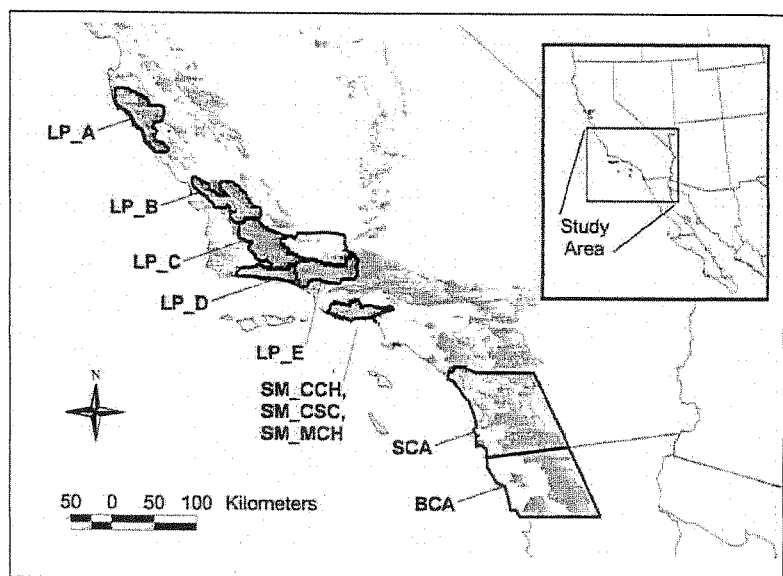 LP_A
LP_B
LP_C
LP_D
LP_E
SM_CCH,
SM_CSC,
SM_MCH
SCA
BCA
Study
Area
N
50 0 50 100 Kilometers